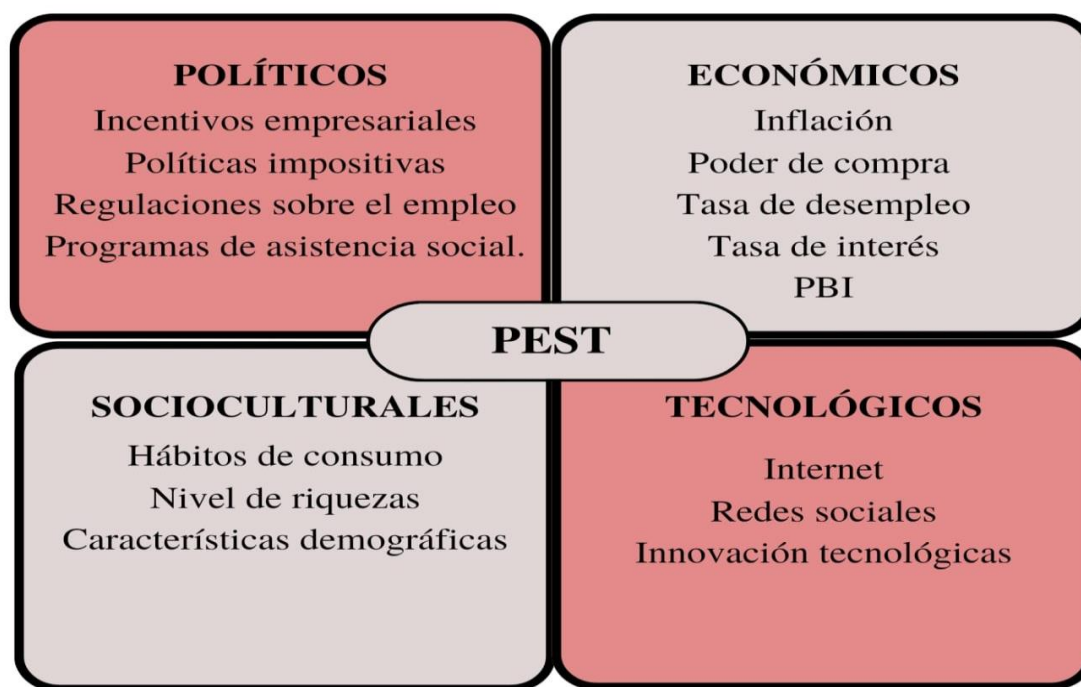 POLÍTICOS
Incentivos empresariales
Políticas impositivas
Regulaciones sobre el empleo
Programas de asistencia social.
ECONÓMICOS
Inflación
Poder de compra
Tasa de desempleo
Tasa de interés
PBI
PEST
SOCIOCULTURALES
Hábitos de consumo
Nivel de riquezas
Características demográficas
TECNOLÓGICOS
Internet
Redes sociales
Innovación tecnológicas